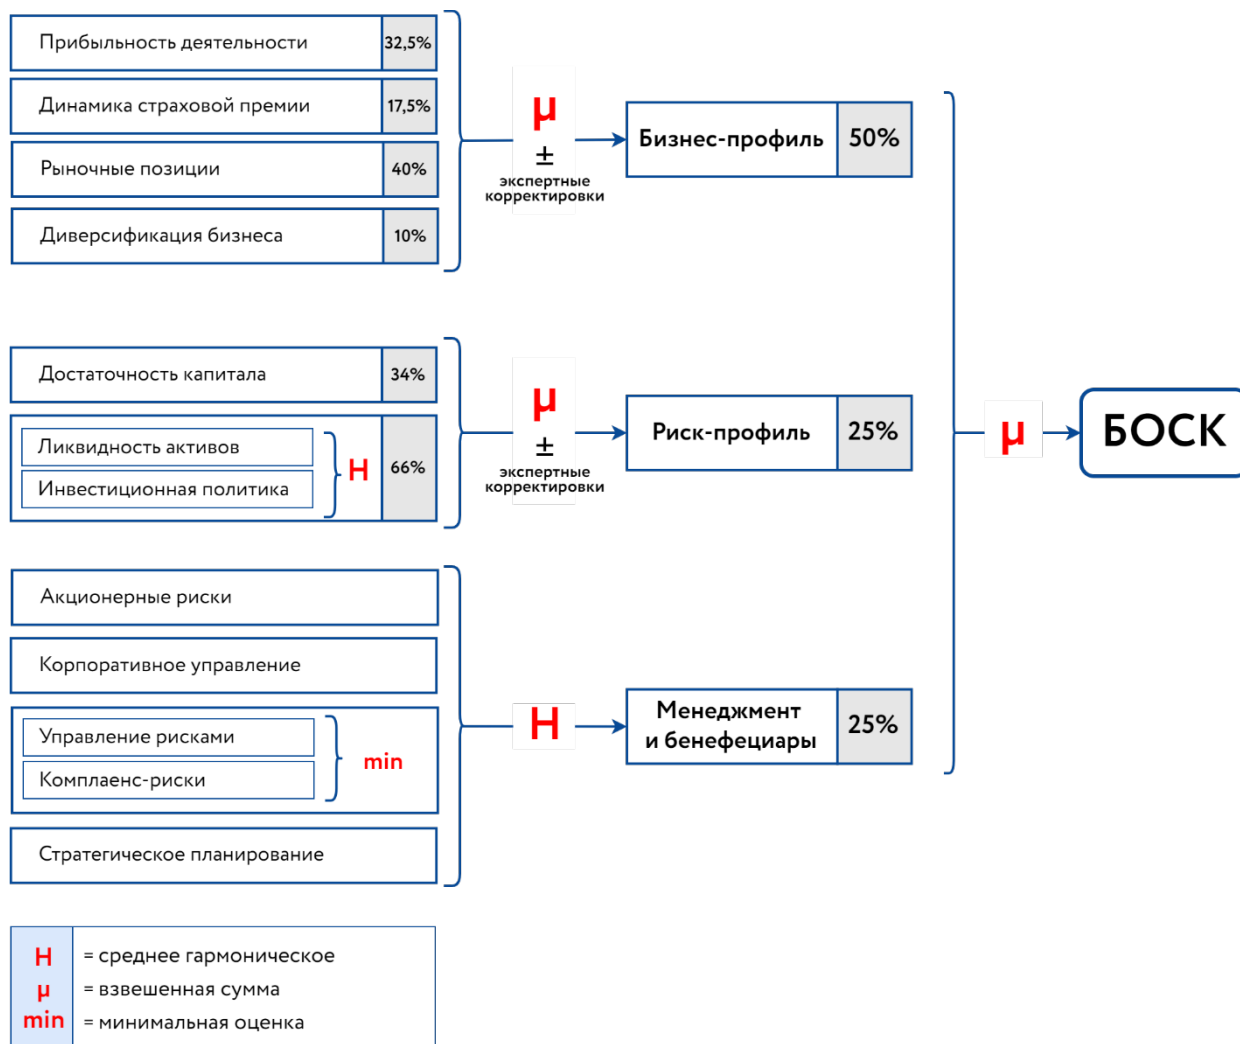 Прибыльность деятельности 32,5%
Динамика страховой премии 17,5%
Рыночные позиции 40%
Диверсификация бизнеса 10%
μ
±
экспертные
корректировки
Бизнес-профиль 50%
Достаточность капитала 34%
Ликвидность активов
Инвестиционная политика
H 66%
μ
±
экспертные
корректировки
Риск-профиль 25%
Акционерные риски
Корпоративное управление
Управление рисками
Комплаенс-риски
min
Стратегическое планирование
H
Менеджмент
и бенефециары 25%
μ
БОСК
H = среднее гармоническое
μ = взвешенная сумма
min = минимальная оценка